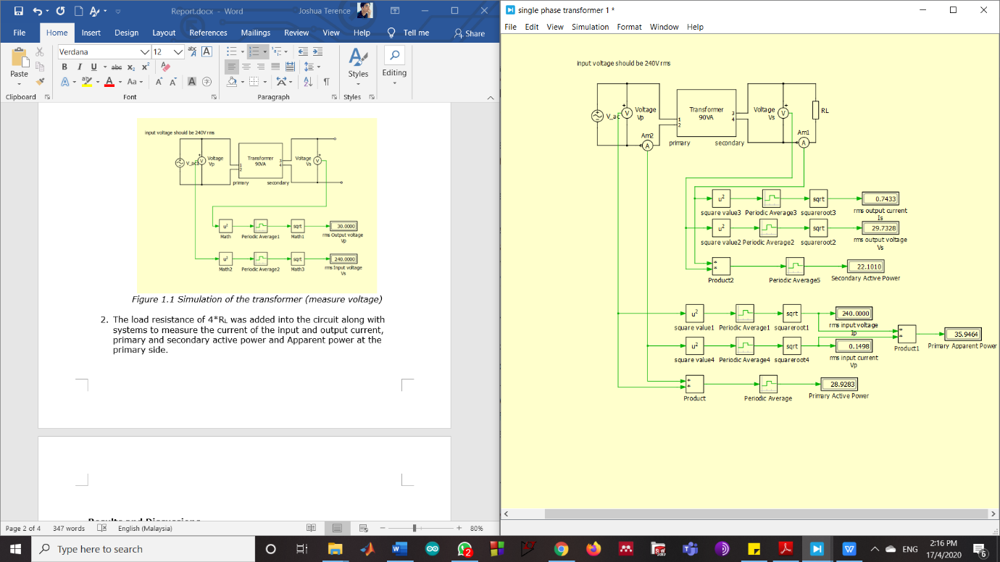 Report.docx - Word
Joshua Terence
File Home Insert Design Layout References Mailings Review View Help Tell me Share
Verdana 12
Paste
B I U abc x₂ x²
A aby A Aa A A A
Styles
Editing
Clipboard Font Paragraph Styles
input voltage should be 240V rms
V_ac
Voltage
Vp
V
1
2
Transformer
90VA
3
4
Voltage
Vs
V
primary secondary
u² sqrt 30.0000
Math Periodic Average1 Math1 rms Output voltage
Vp
u² sqrt 240.0000
Math2 Periodic Average2 Math3 rms Input voltage
Vs
Figure 1.1 Simulation of the transformer (measure voltage)
2. The load resistance of 4*RL was added into the circuit along with
systems to measure the current of the input and output current,
primary and secondary active power and Apparent power at the
primary side.
Page 2 of 4 347 words English (Malaysia) 80%
single phase transformer 1 *
File Edit View Simulation Format Window Help
input voltage should be 240V rms
V_ac
V
Voltage
Vp
Am2
A
1
2
Transformer
90VA
3
4
Voltage
Vs
V
RL
Am1
A
primary secondary
u² sqrt 0.7433
square value3 Periodic Average3 squareroot3 rms output current
Is
u² sqrt 29.7328
square value2 Periodic Average2 squareroot2 rms output voltage
Vs
* *
22.1010
Product2 Periodic Average5 Secondary Active Power
u² sqrt 240.0000
square value1 Periodic Average1 squareroot1 rms input voltage
Ip
u² sqrt 0.1498
square value4 Periodic Average4 squareroot4 rms input current
Vp
* *
35.9464
Product1 Primary Apparent Power
* *
28.9283
Product Periodic Average Primary Active Power
Type here to search
2
ENG
2:16 PM
17/4/2020
6